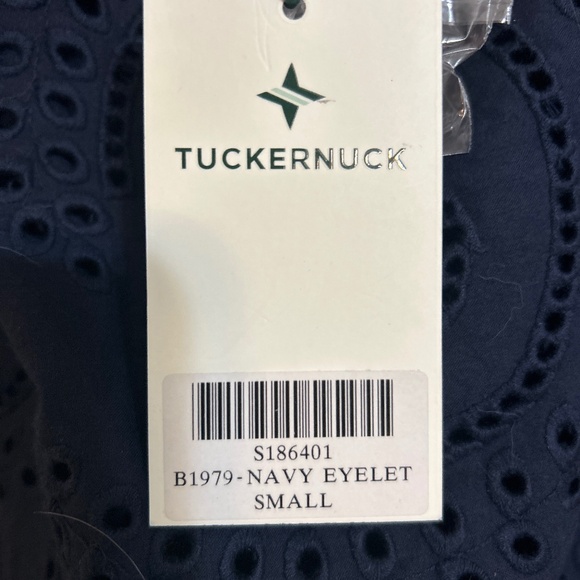 TUCKERNUCK
S186401
B1979-NAVY EYELET
SMALL